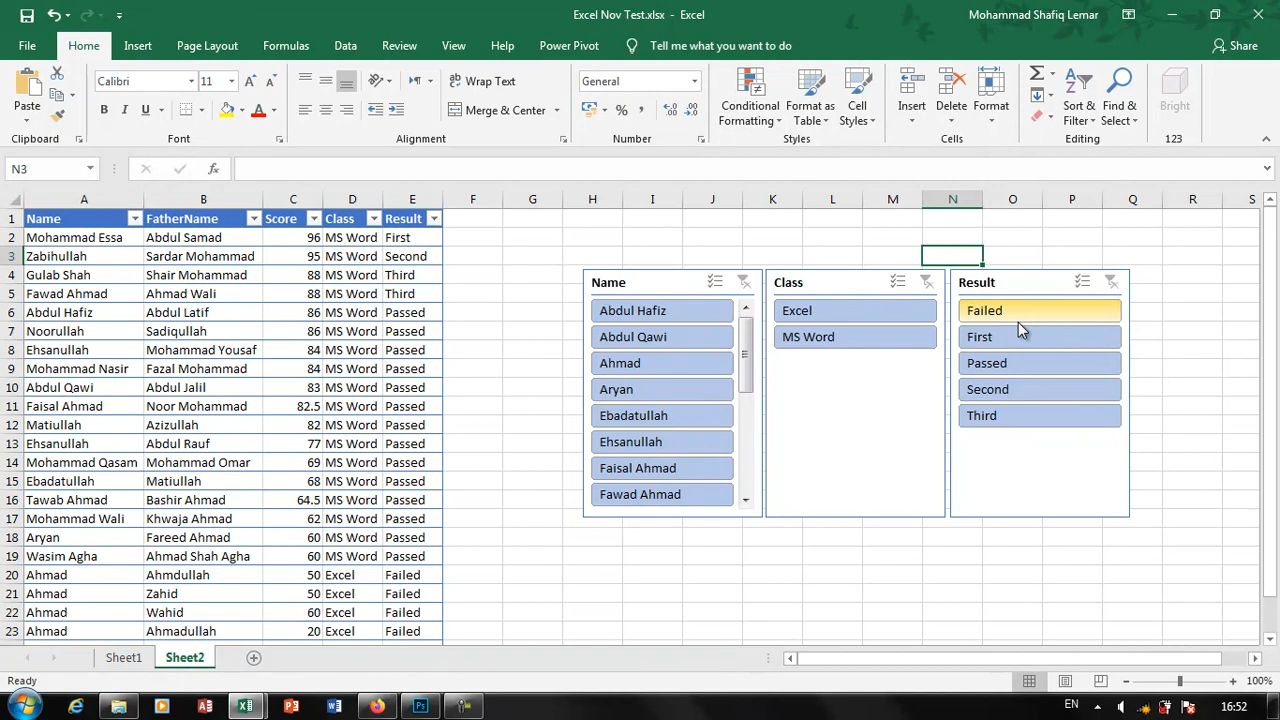 Excel Nov Test.xlsx - Excel
Mohammad Shafiq Lemar
File Home Insert Page Layout Formulas Data Review View Help Power Pivot Tell me what you want to do Share
Paste
Clipboard
Calibri 11
B I U
Font
Wrap Text
Merge & Center
Alignment
General
%
Number
Conditional Formatting
Format Table
Cell Styles
Styles
Insert Delete Format
Cells
Sort & Filter
Find & Select
Editing
Bright
123
N3
fx
A B C D E F G H I J K L M N O P Q R S
1 Name FatherName Score Class Result
2 Mohammad Essa Abdul Samad 96 MS Word First
3 Zabihullah Sardar Mohammad 95 MS Word Second
4 Gulab Shah Shair Mohammad 88 MS Word Third
5 Fawad Ahmad Ahmad Wali 88 MS Word Third
6 Abdul Hafiz Abdul Latif 86 MS Word Passed
7 Noorullah Sadiqullah 86 MS Word Passed
8 Ehsanullah Mohammad Yousaf 84 MS Word Passed
9 Mohammad Nasir Fazal Mohammad 84 MS Word Passed
10 Abdul Qawi Abdul Jalil 83 MS Word Passed
11 Faisal Ahmad Noor Mohammad 82.5 MS Word Passed
12 Matiullah Azizullah 82 MS Word Passed
13 Ehsanullah Abdul Rauf 77 MS Word Passed
14 Mohammad Qasam Mohammad Omar 69 MS Word Passed
15 Ebadatullah Matiullah 68 MS Word Passed
16 Tawab Ahmad Bashir Ahmad 64.5 MS Word Passed
17 Mohammad Wali Khwaja Ahmad 62 MS Word Passed
18 Aryan Fareed Ahmad 60 MS Word Passed
19 Wasim Agha Ahmad Shah Agha 60 MS Word Passed
20 Ahmad Ahmdullah 50 Excel Failed
21 Ahmad Zahid 50 Excel Failed
22 Ahmad Wahid 60 Excel Failed
23 Ahmad Ahmadullah 20 Excel Failed
Name
Abdul Hafiz
Abdul Qawi
Ahmad
Aryan
Ebadatullah
Ehsanullah
Faisal Ahmad
Fawad Ahmad
Class
Excel
MS Word
Result
Failed
First
Passed
Second
Third
Sheet1 Sheet2
Ready
100%
EN
16:52